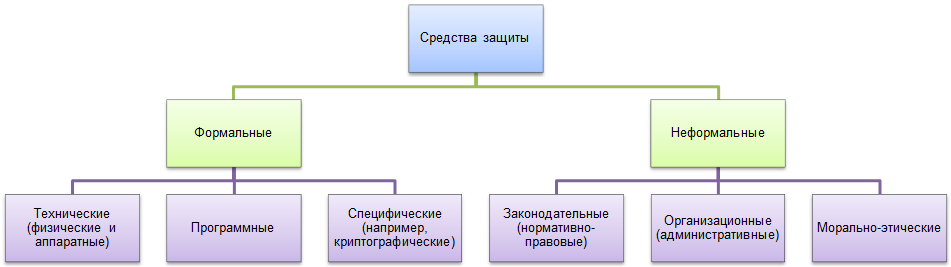 Средства защиты
Формальные
Неформальные
Технические
(физические и
аппаратные)
Программные
Специфические
(например,
криптографические)
Законодательные
(нормативно-
правовые)
Организационные
(административные)
Морально-этические